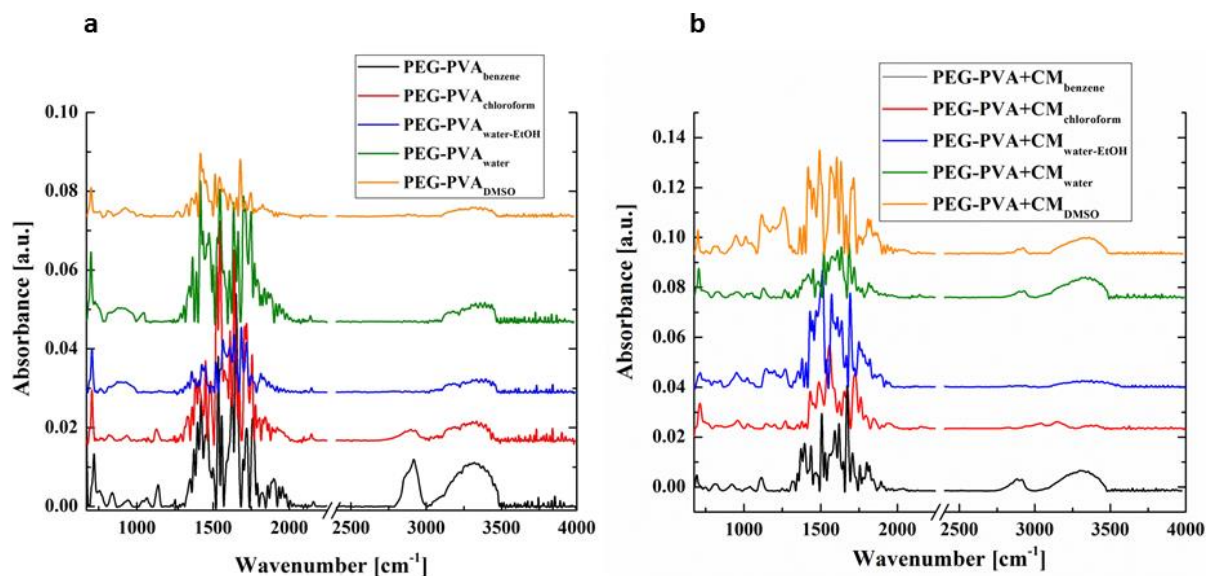 a
PEG-PVAbenzene
PEG-PVAchloroform
PEG-PVAwater-EtOH
PEG-PVAwater
PEG-PVADMSO
0.10
0.08
0.06
0.04
0.02
0.00
Absorbance [a.u.]
1000 1500 2000 2500 3000 3500 4000
Wavenumber [cm-1]
b
PEG-PVA+CMbenzene
PEG-PVA+CMchloroform
PEG-PVA+CMwater-EtOH
PEG-PVA+CMwater
PEG-PVA+CMDMSO
0.14
0.12
0.10
0.08
0.06
0.04
0.02
0.00
Absorbance [a.u.]
1000 1500 2000 2500 3000 3500 4000
Wavenumber [cm-1]